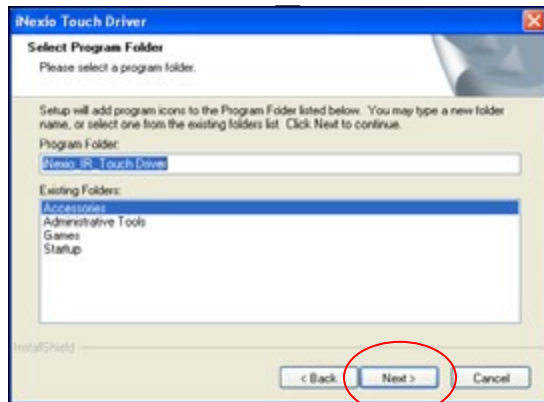 iNexio Touch Driver
Select Program Folder
Please select a program folder.
Setup will add program icons to the Program Folder listed below. You may type a new folder
name, or select one from the existing folders list. Click Next to continue.
Program Folder:
iNexio_IR_Touch Driver
Existing Folders:
Accessories
Administrative Tools
Games
Startup
InstallShield
< Back Next > Cancel